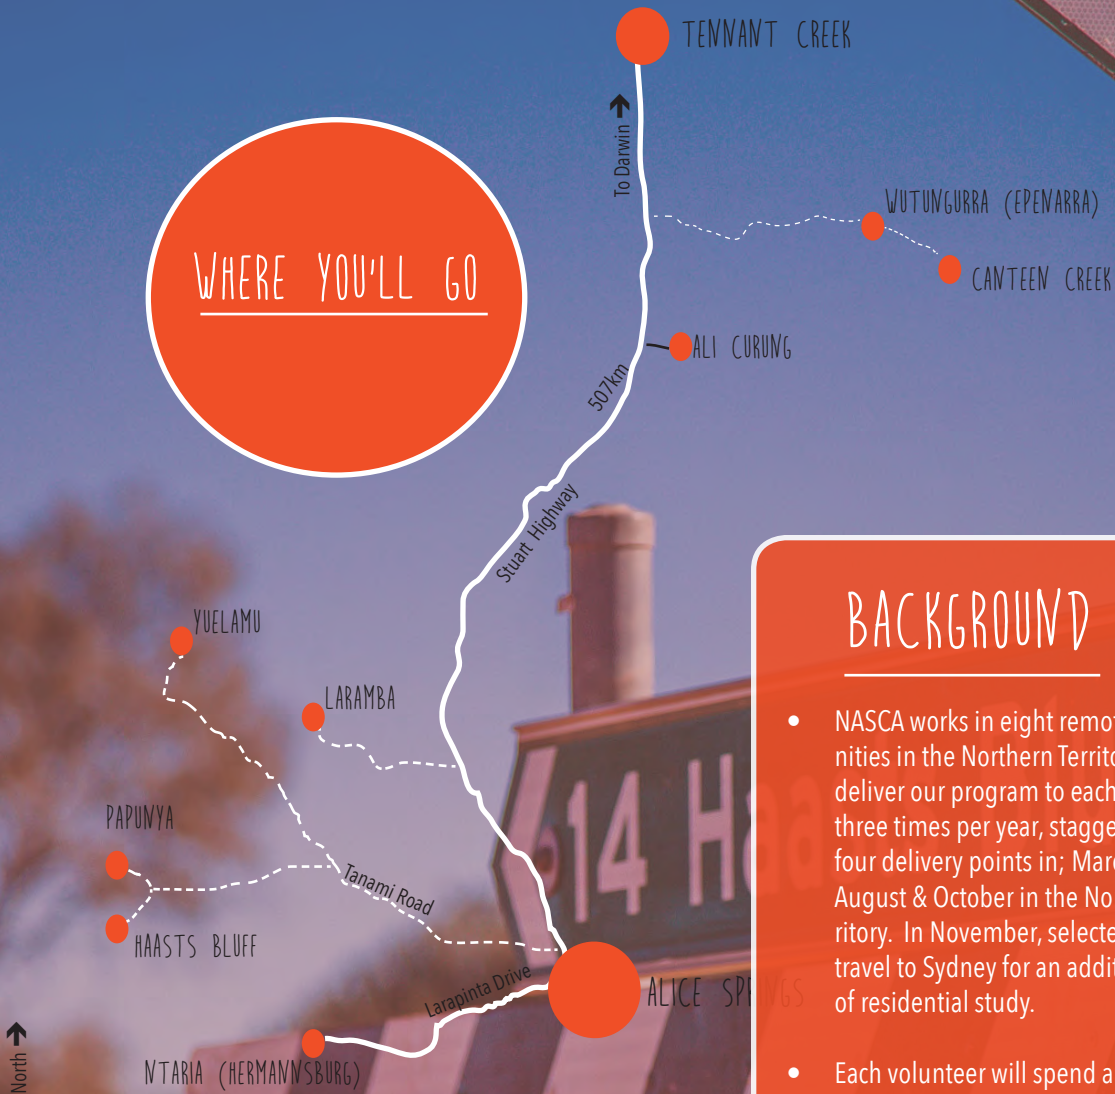 TENNANT CREEK
To Darwin
WHERE YOU'LL GO
WUTUNGURRA (EPENARRA)
CANTEEN CREEK
ALI CURUNG
507km
Stuart Highway
YUELAMU
LARAMBA
PAPUNYA
HAASTS BLUFF
Tanami Road
Larapinta Drive
ALICE SPRINGS
NTARIA (HERMANNSBURG)
North
14 Haasts Bl
BACKGROUND
• NASCA works in eight remo
nities in the Northern Territo
deliver our program to each
three times per year, stagge
four delivery points in; Marc
August & October in the No
ritory. In November, selecte
travel to Sydney for an addit
of residential study.
• Each volunteer will spend a